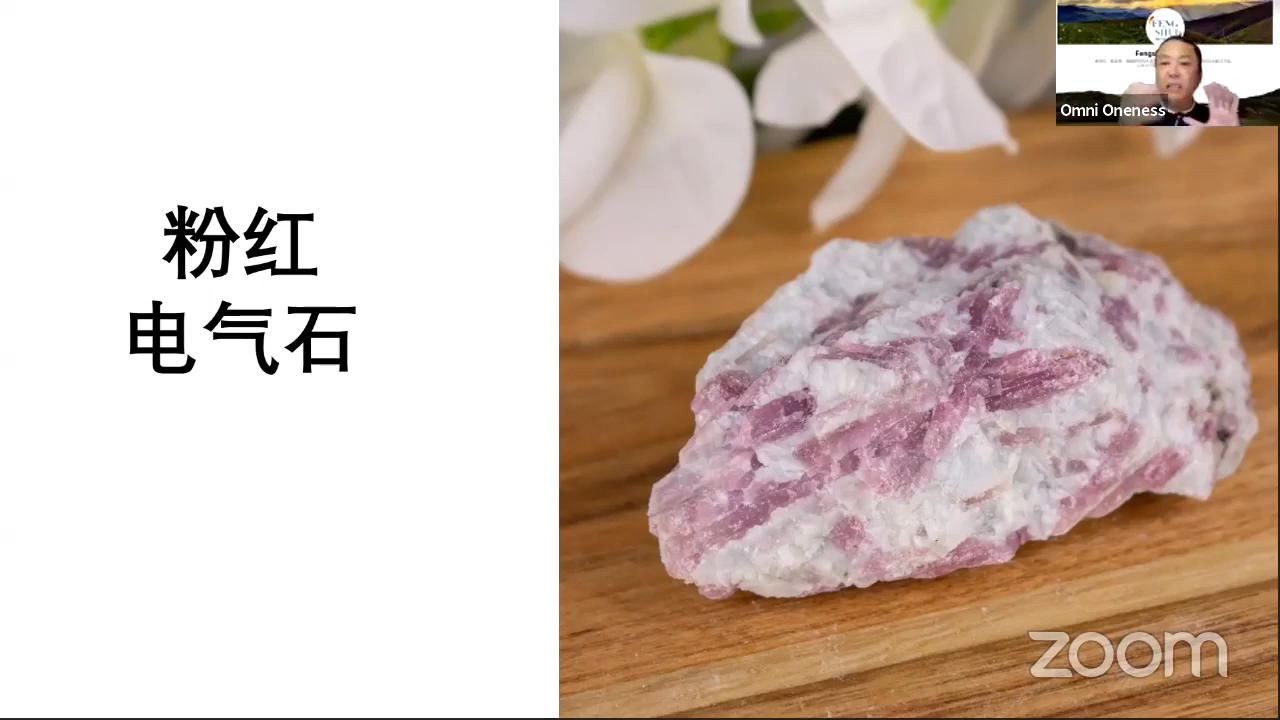 粉红
电气石
FENG
SHUI
Omni Oneness
zoom